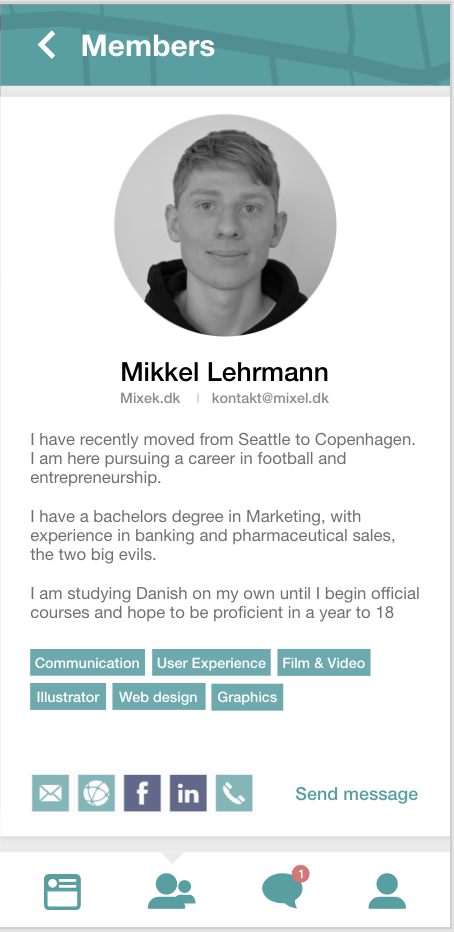 Members
Mikkel Lehrmann
Mixek.dk | kontakt@mixel.dk
I have recently moved from Seattle to Copenhagen.
I am here pursuing a career in football and
entrepreneurship.
I have a bachelors degree in Marketing, with
experience in banking and pharmaceutical sales,
the two big evils.
I am studying Danish on my own until I begin official
courses and hope to be proficient in a year to 18
Communication User Experience Film & Video
Illustrator Web design Graphics
f in Send message
1